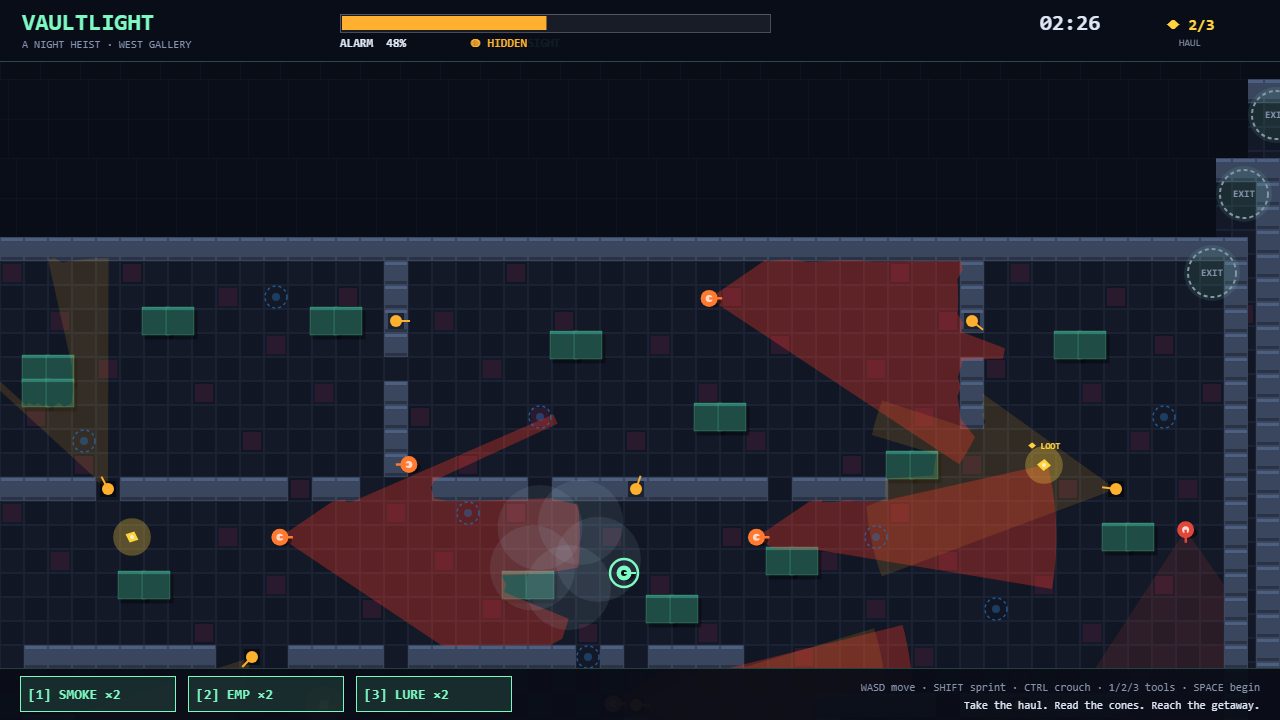 VAULTLIGHT
A NIGHT HEIST · WEST GALLERY
ALARM 48%
HIDDEN
02:26
2/3
HAUL
EXIT
EXIT
LOOT
[1] SMOKE ×2
[2] EMP ×2
[3] LURE ×2
WASD move · SHIFT sprint · CTRL crouch · 1/2/3 tools · SPACE begin
Take the haul. Read the cones. Reach the getaway.